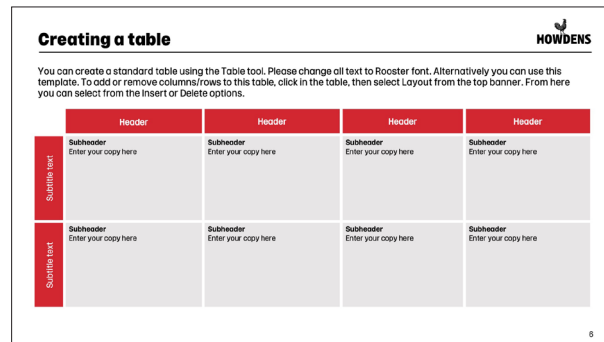 Creating a table
HOWDENS
You can create a standard table using the Table tool. Please change all text to Rooster font. Alternatively you can use this
template. To add or remove columns/rows to this table, click in the table, then select Layout from the top banner. From here
you can select from the Insert or Delete options.
Header Header Header Header
Subtitle text
Subheader Subheader Subheader Subheader
Enter your copy here Enter your copy here Enter your copy here Enter your copy here
Subtitle text
Subheader Subheader Subheader Subheader
Enter your copy here Enter your copy here Enter your copy here Enter your copy here
6